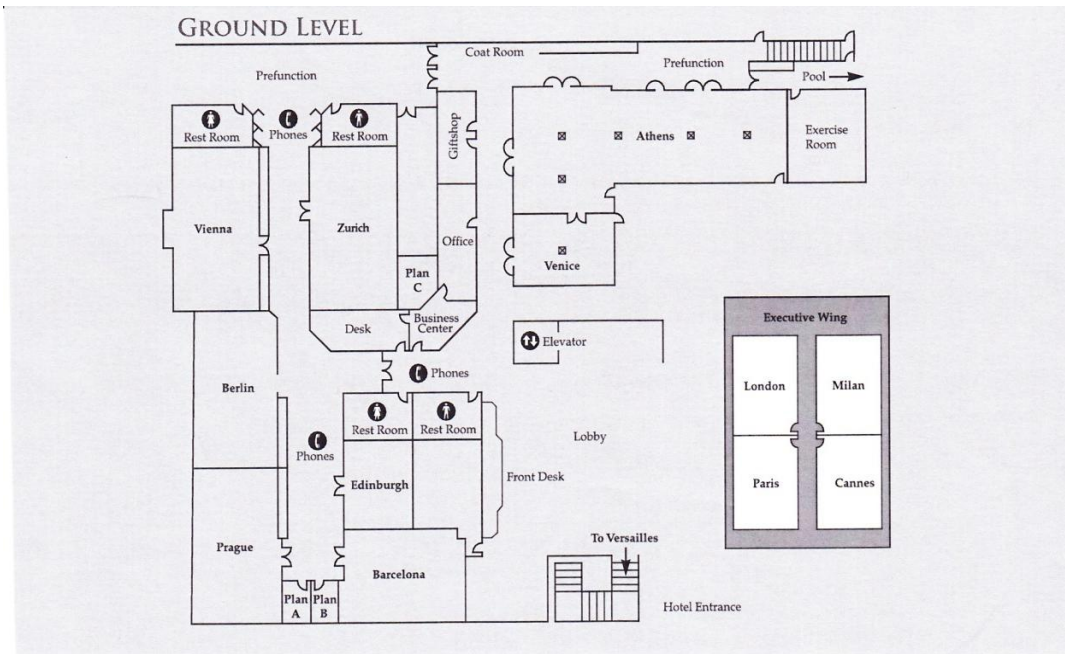 GROUND LEVEL
Coat Room
Prefunction
Prefunction
Pool
Rest Room
Phones
Rest Room
Giftshop
Athens
Exercise
Room
Vienna
Zurich
Office
Venice
Plan
C
Desk
Business
Center
Executive Wing
Elevator
Phones
Berlin
London
Milan
Rest Room
Rest Room
Lobby
Phones
Front Desk
Edinburgh
Paris
Cannes
Prague
To Versailles
Barcelona
Plan
A
Plan
B
Hotel Entrance